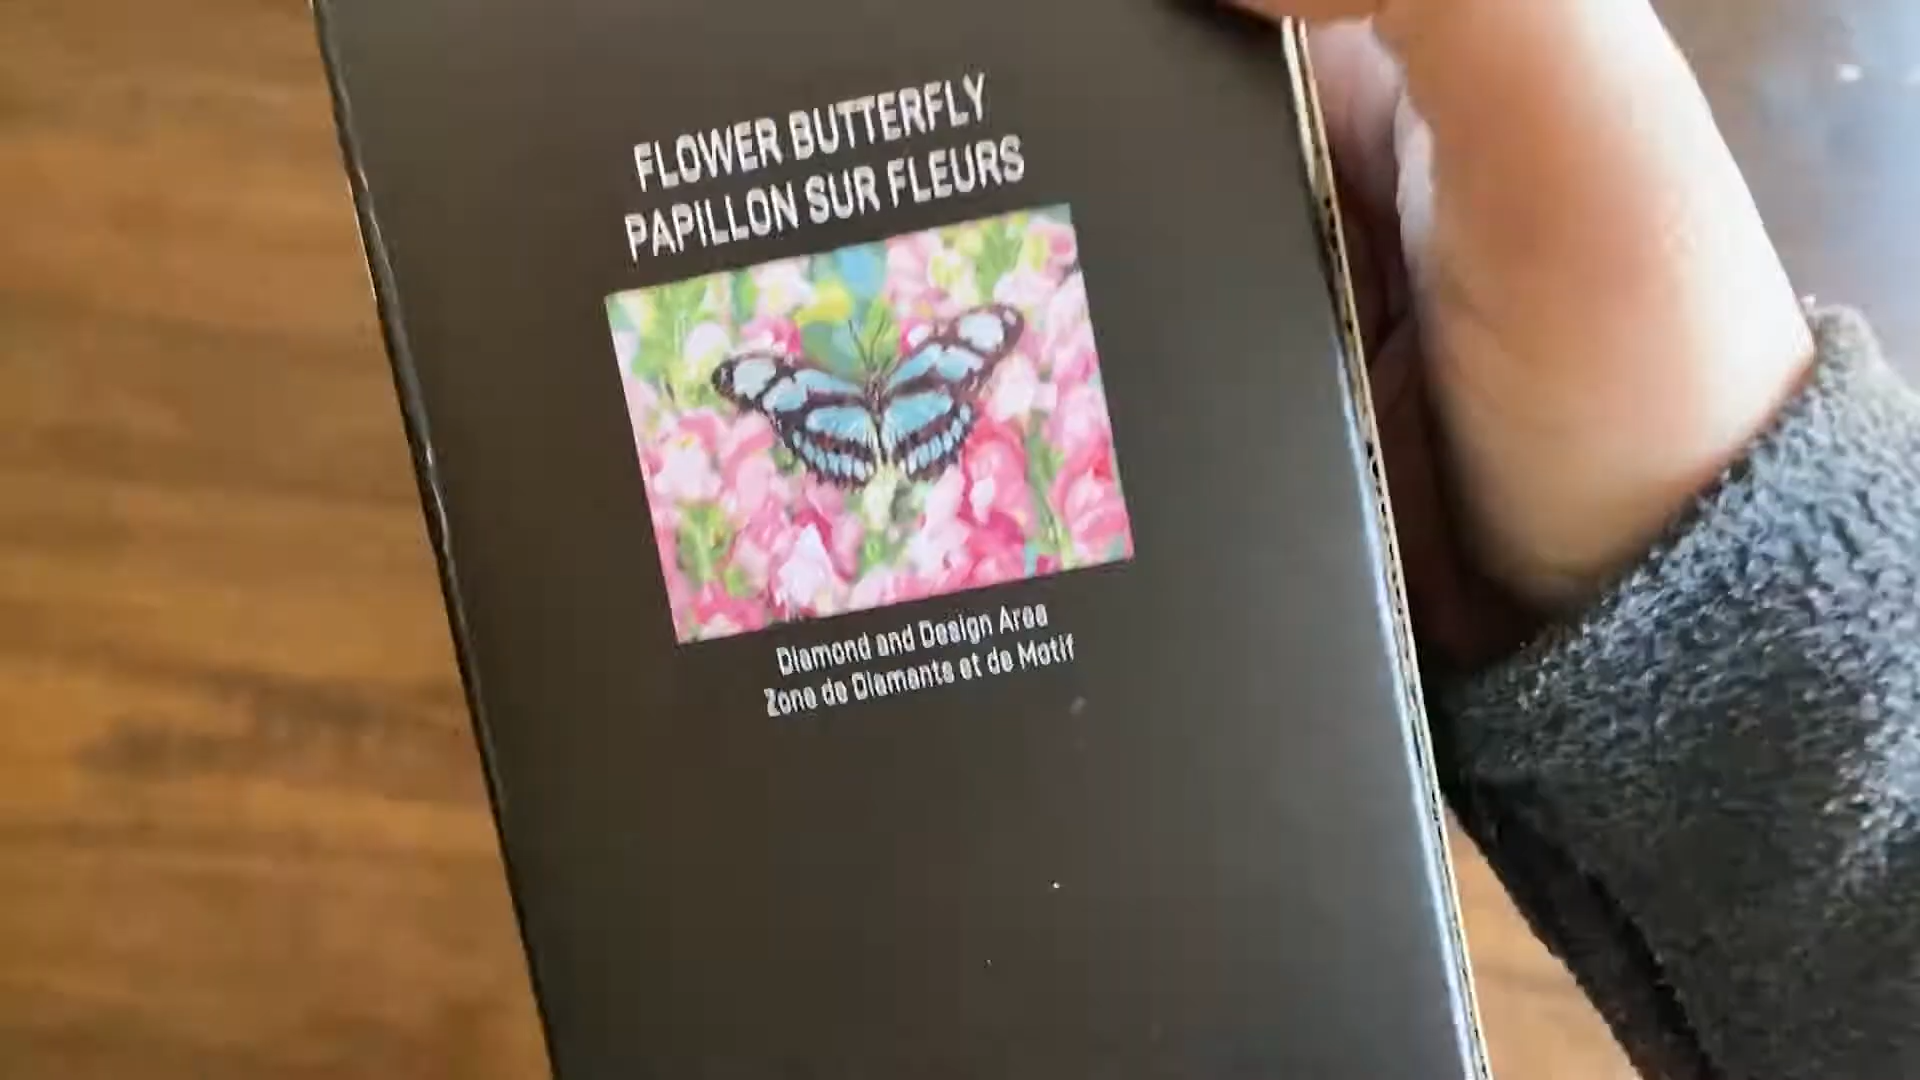 FLOWER BUTTERFLY
PAPILLON SUR FLEURS
Diamond and Design Area
Zone de Diamants et de Motif